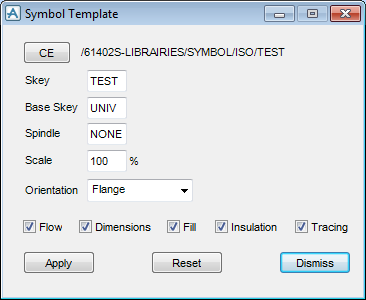 Symbol Template
CE /61402S-LIBRAIRIES/SYMBOL/ISO/TEST
Skey TEST
Base Skey UNIV
Spindle NONE
Scale 100 %
Orientation Flange
Flow Dimensions Fill Insulation Tracing
Apply Reset Dismiss